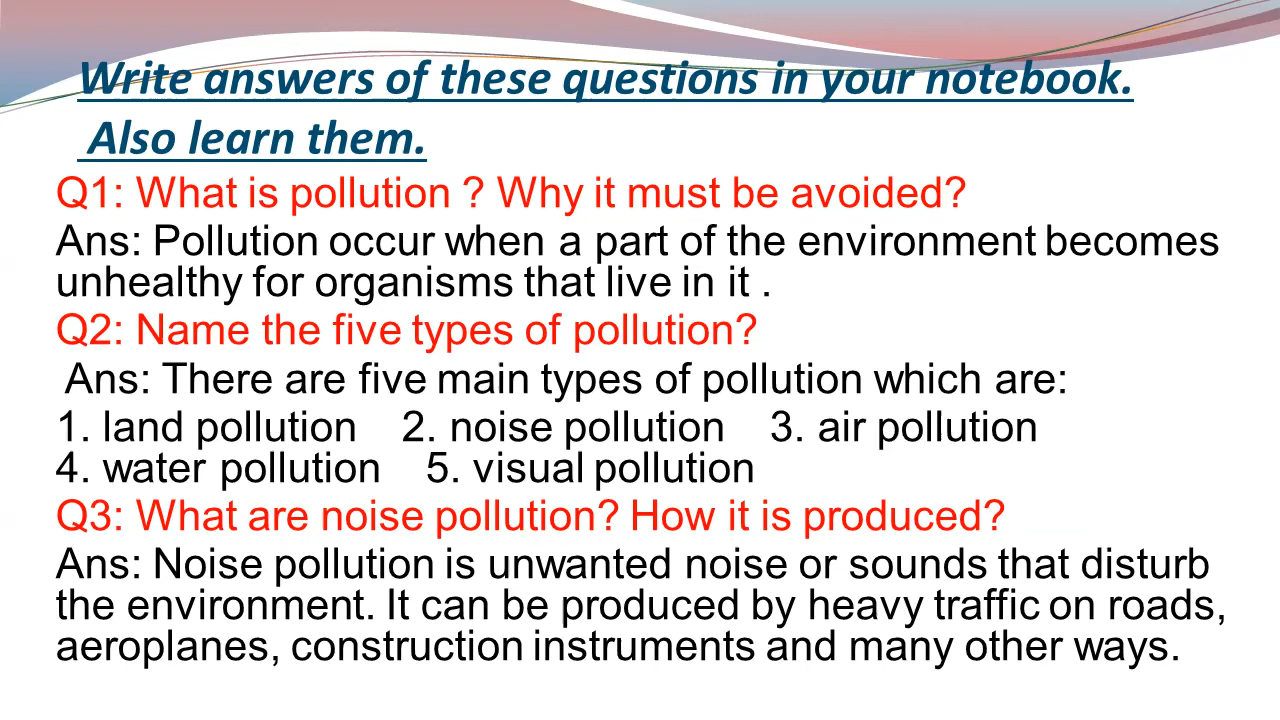 Write answers of these questions in your notebook.
Also learn them.
Q1: What is pollution ? Why it must be avoided?
Ans: Pollution occur when a part of the environment becomes
unhealthy for organisms that live in it .
Q2: Name the five types of pollution?
Ans: There are five main types of pollution which are:
1. land pollution 2. noise pollution 3. air pollution
4. water pollution 5. visual pollution
Q3: What are noise pollution? How it is produced?
Ans: Noise pollution is unwanted noise or sounds that disturb
the environment. It can be produced by heavy traffic on roads,
aeroplanes, construction instruments and many other ways.